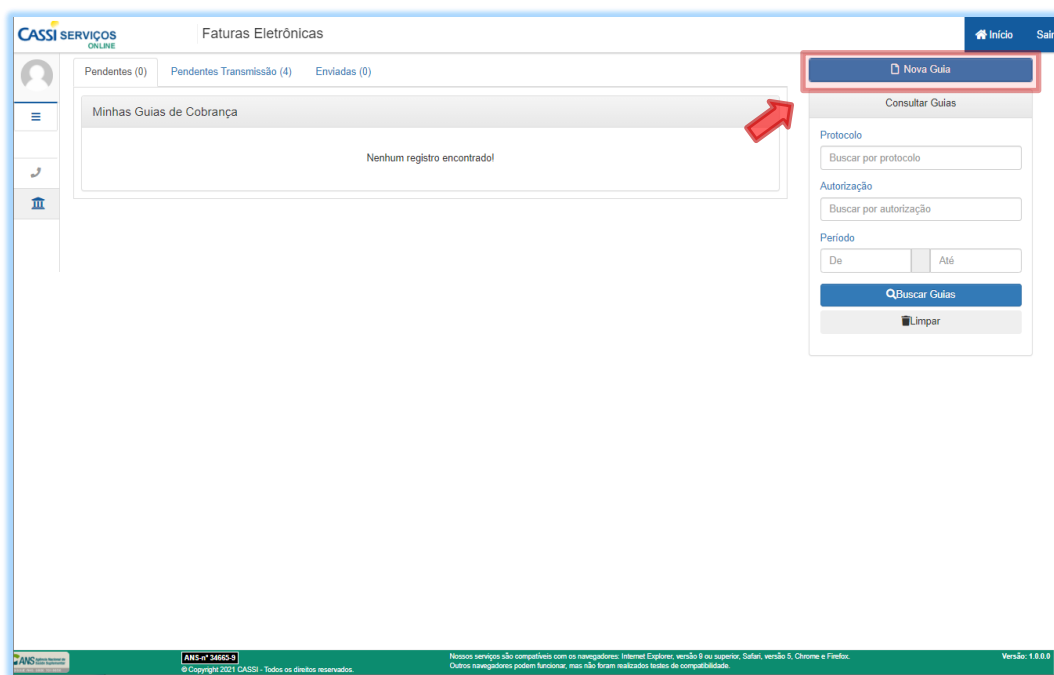 CASSI SERVIÇOS
ONLINE
Faturas Eletrônicas
Início
Sair
Pendentes (0)
Pendentes Transmissão (4)
Enviadas (0)
Nova Guia
Minhas Guias de Cobrança
Nenhum registro encontrado!
Consultar Guias
Protocolo
Buscar por protocolo
Autorização
Buscar por autorização
Período
De
Até
Buscar Guias
Limpar
ANS
ANS-nº 34665-9
© Copyright 2021 CASSI - Todos os direitos reservados.
Nossos serviços são compatíveis com os navegadores: Internet Explorer, versão 9 ou superior, Safari, versão 5, Chrome e Firefox.
Outros navegadores podem funcionar, mas não foram realizados testes de compatibilidade.
Versão: 1.0.0.0